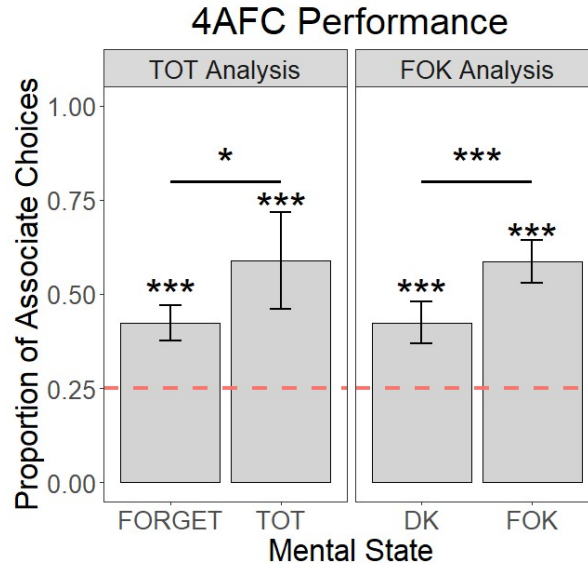 4AFC Performance
TOT Analysis
FOK Analysis
Proportion of Associate Choices
1.00
0.75
0.50
0.25
0.00
*
***
***
***
***
***
FORGET
TOT
DK
FOK
Mental State